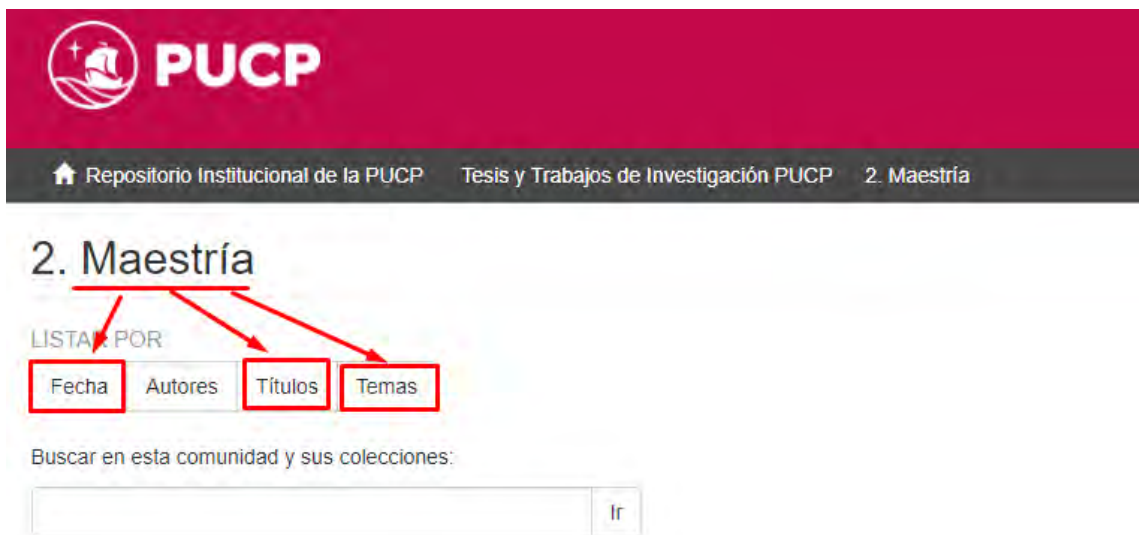 PUCP
Repositorio Institucional de la PUCP Tesis y Trabajos de Investigación PUCP 2. Maestría
2. Maestría
LISTAR POR
Fecha Autores Títulos Temas
Buscar en esta comunidad y sus colecciones:
Ir